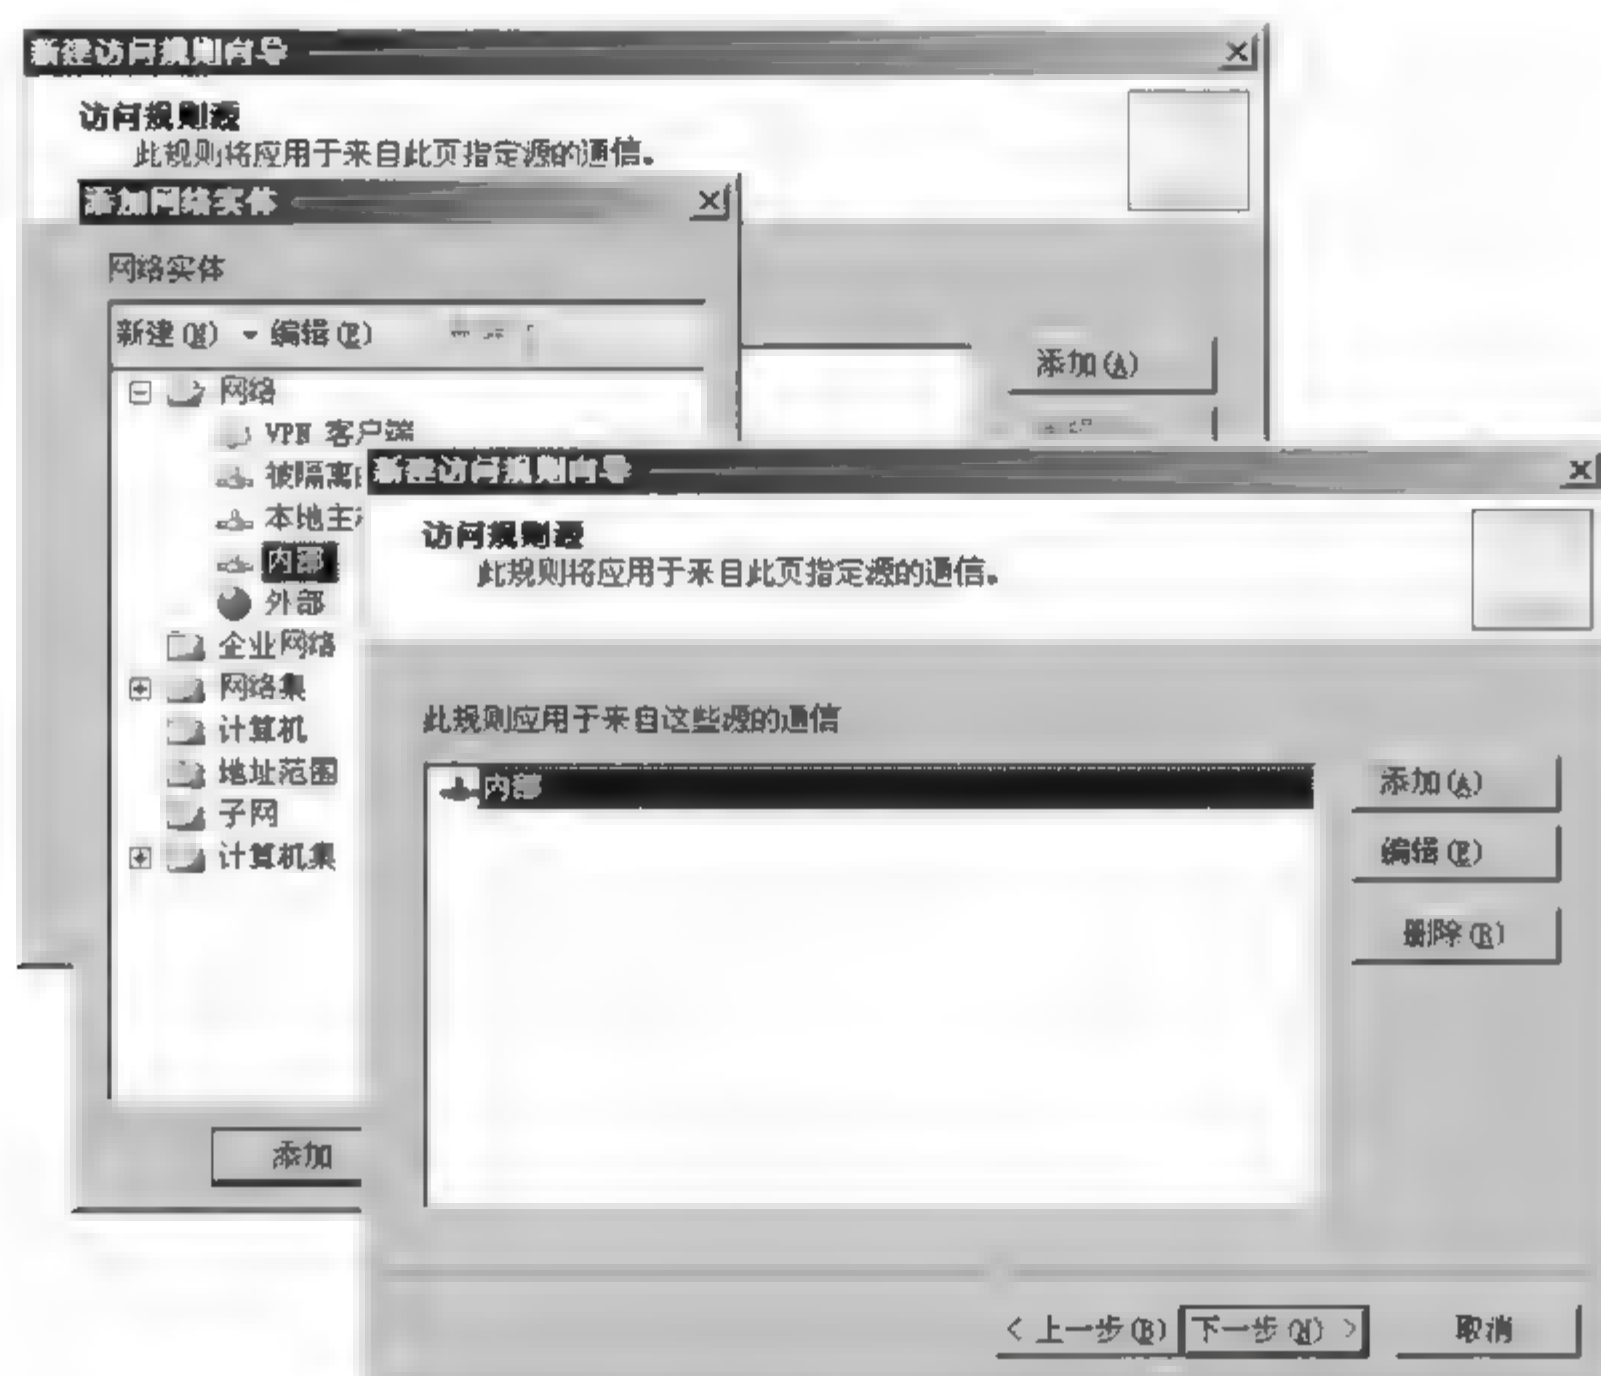 新建访问规则向导
访问规则源
此规则将应用于来自此页指定源的通信。
添加网络实体
网络实体
新建(N) 编辑(E)
添加(A)
网络
VPN 客户端
被隔离
本地主
内部
外部
企业网络
网络集
计算机
地址范围
子网
计算机集
添加
新建访问规则向导
访问规则源
此规则将应用于来自此页指定源的通信。
此规则应用于来自这些源的通信
内部
添加(A)
编辑(E)
删除(R)
< 上一步(B) 下一步(N) > 取消